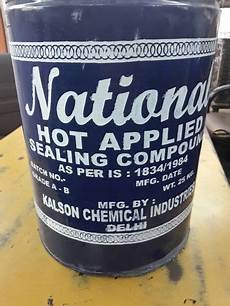 National
HOT APPLIED
SEALING COMPOUND
AS PER IS : 1834/1984
BATCH NO.- MFG. DATE
GRADE A - B WT. 25 KG.
MFG. BY :
KALSON CHEMICAL INDUSTRIES
DELHI